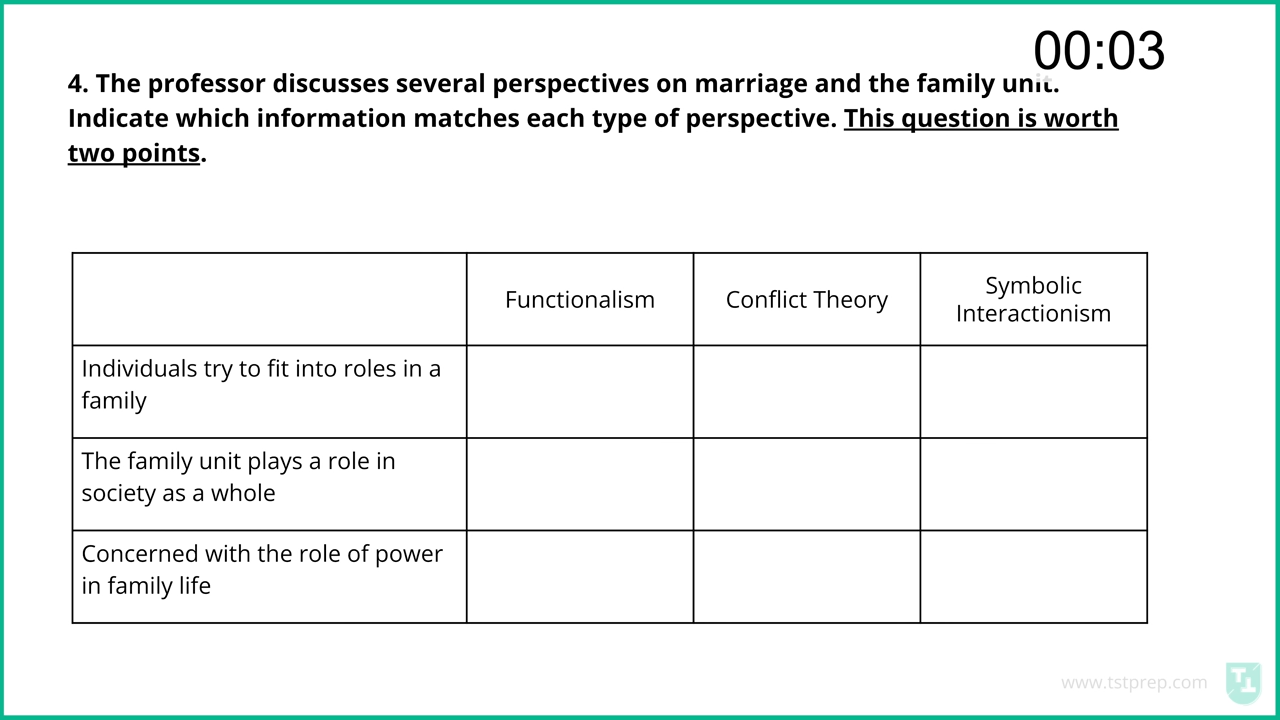 00:03
4. The professor discusses several perspectives on marriage and the family unit.
Indicate which information matches each type of perspective. This question is worth
two points.
Functionalism
Conflict Theory
Symbolic
Interactionism
Individuals try to fit into roles in a
family
The family unit plays a role in
society as a whole
Concerned with the role of power
in family life
www.tstprep.com